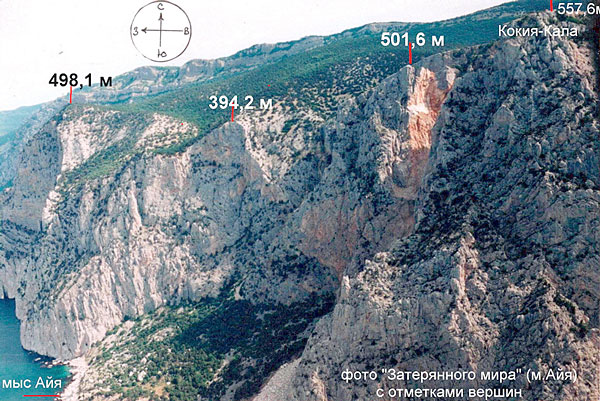 С
З В
Ю
557.6м
Кокия-Кала
501,6 м
498,1 м
394,2 м
мыс Айя
фото "Затерянного мира" (м.Айя)
с отметками вершин